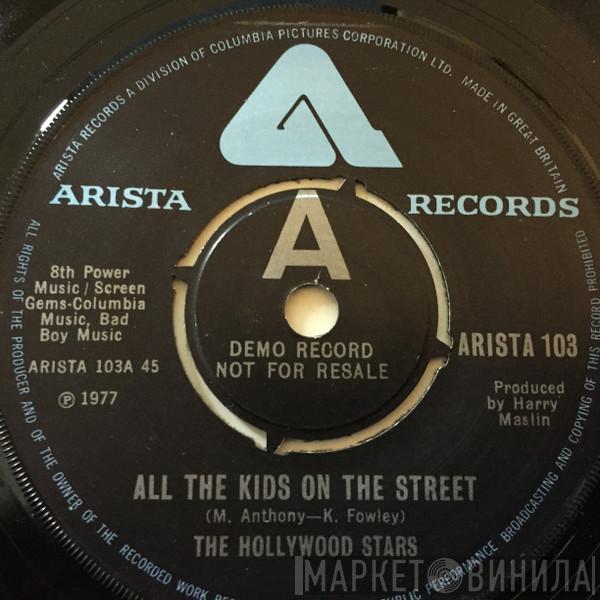 ARISTA RECORDS A DIVISION OF COLUMBIA PICTURES CORPORATION LTD. MADE IN GREAT BRITAIN
ARISTA RECORDS
A
8th Power
Music/Screen
Gems-Columbia
Music, Bad
Boy Music
ARISTA 103A 45
℗ 1977
DEMO RECORD
NOT FOR RESALE
ARISTA 103
Produced
by Harry
Maslin
ALL THE KIDS ON THE STREET
(M. Anthony—K. Fowley)
THE HOLLYWOOD STARS
ALL RIGHTS OF THE PRODUCER AND OF THE OWNER OF THE RECORDED WORK PERFORMANCE BROADCASTING AND COPYING OF THIS RECORD PROHIBITED
МАРКЕТ ВИНИЛА